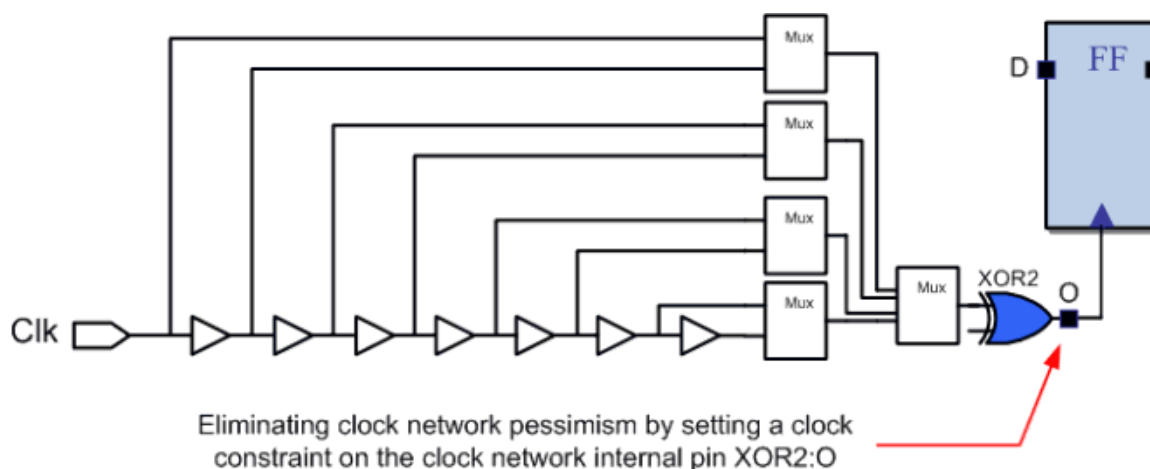 Mux
D
FF
Mux
Mux
Mux
Mux
XOR2
O
Clk
Eliminating clock network pessimism by setting a clock
constraint on the clock network internal pin XOR2:O